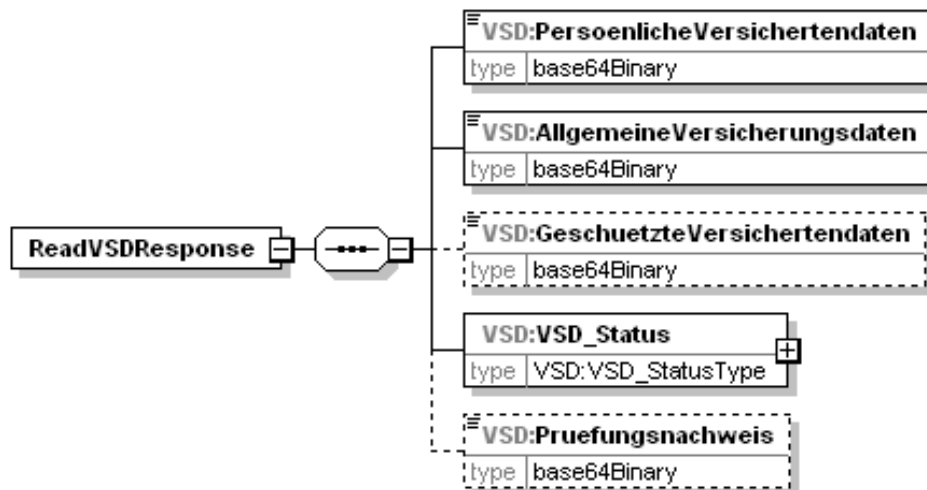 VSD:PersoenlicheVersichertendaten
type base64Binary
VSD:AllgemeineVersicherungsdaten
type base64Binary
VSD:GeschuetzteVersichertendaten
type base64Binary
ReadVSDResponse
VSD:VSD_Status
type VSD:VSD_StatusType
VSD:Pruefungsnachweis
type base64Binary